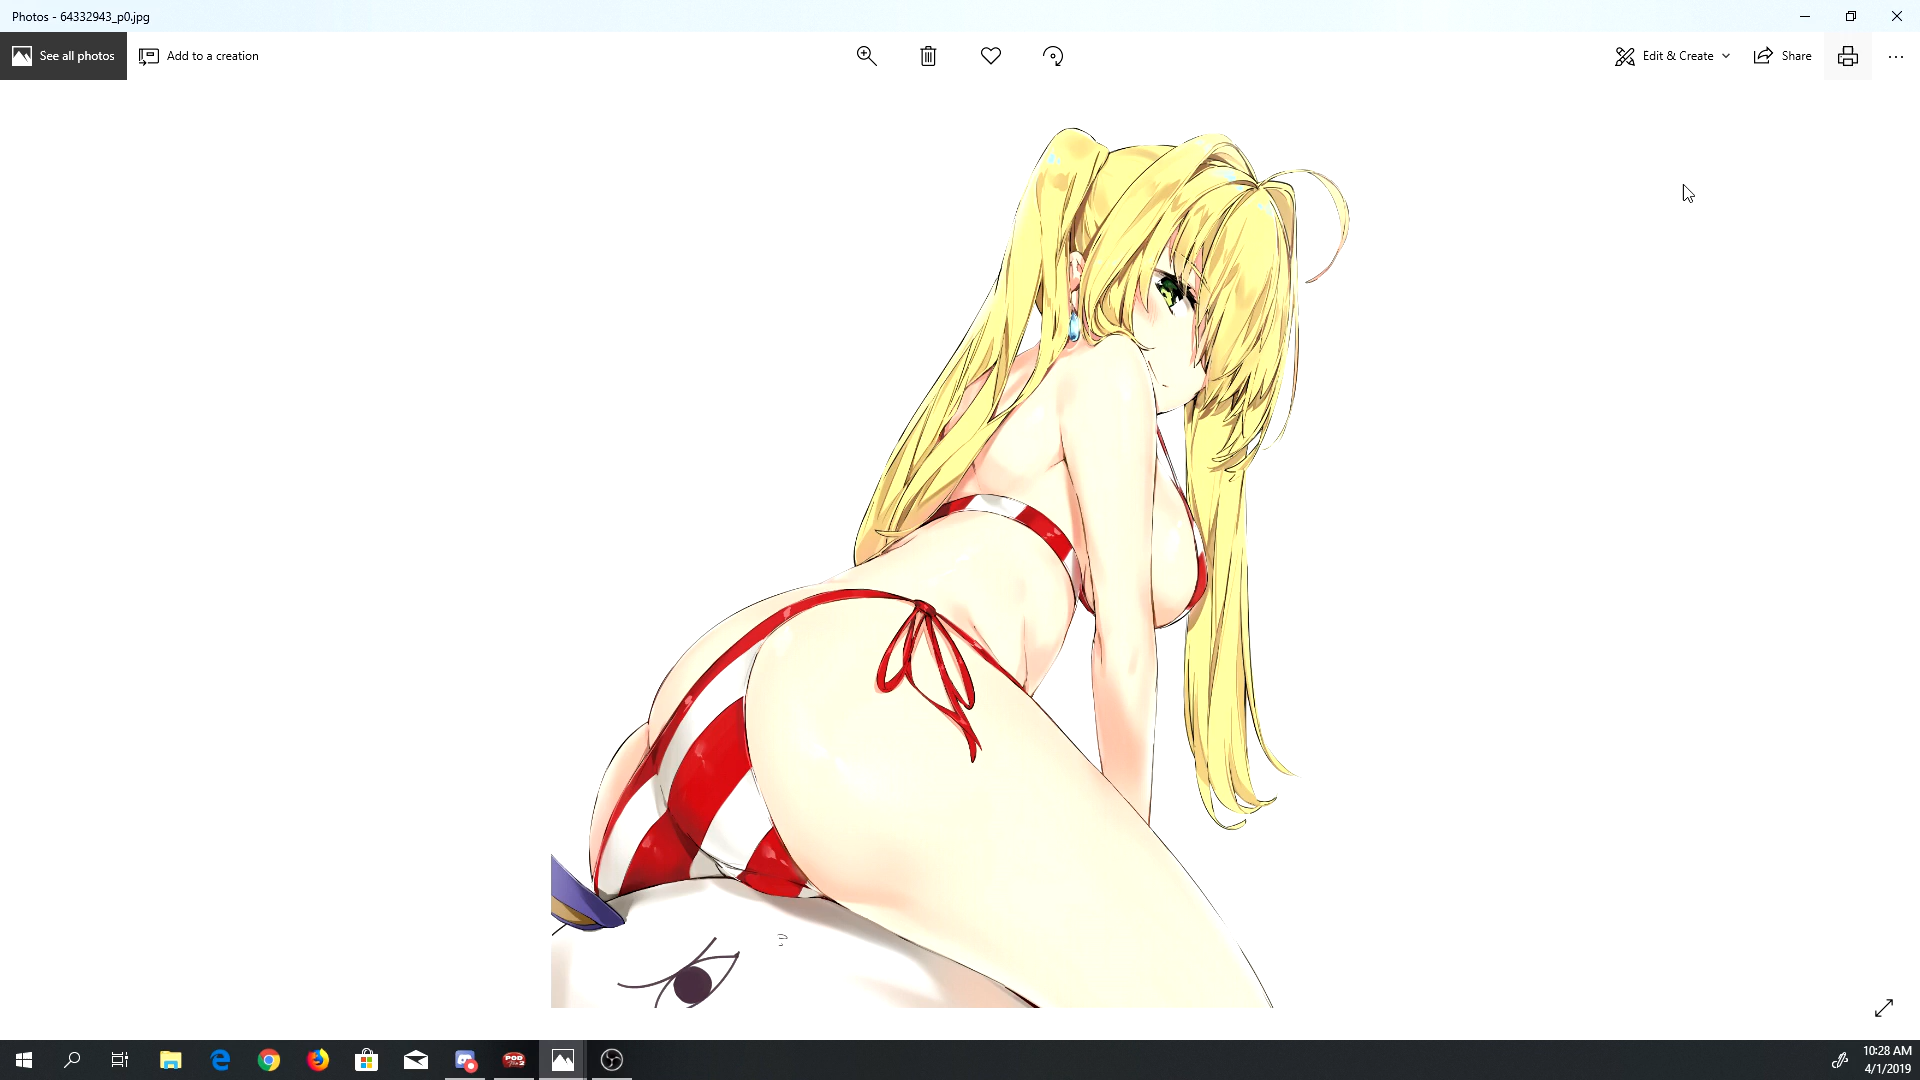 Photos - 64332943_p0.jpg
See all photos
Add to a creation
Edit & Create
Share
10:28 AM
4/1/2019